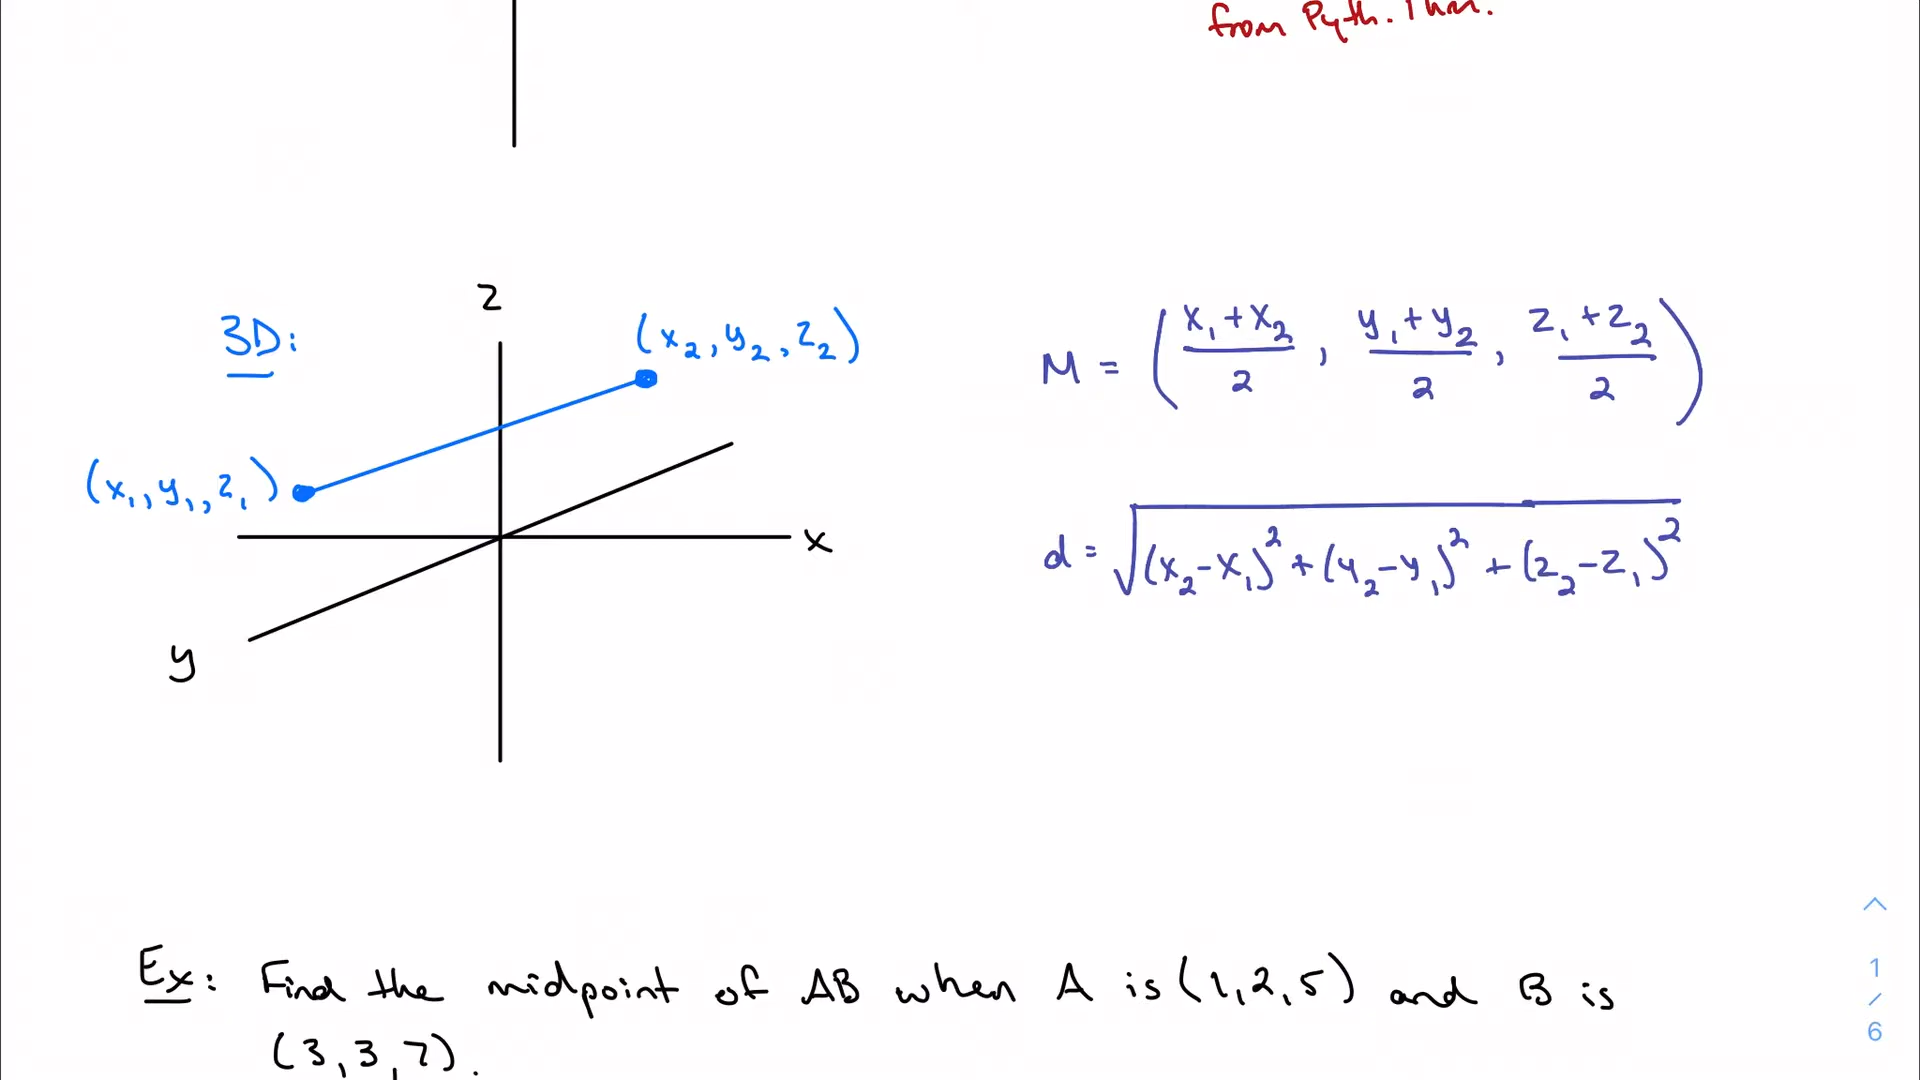 from Pyth. Thm.
z
3D:
(x₂, y₂, z₂)
M = ( x₁ + x₂ / 2 , y₁ + y₂ / 2 , z₁ + z₂ / 2 )
(x₁, y₁, z₁)
x
d = √(x₂ - x₁)² + (y₂ - y₁)² + (z₂ - z₁)²
y
Ex: Find the midpoint of AB when A is (1, 2, 5) and B is
(3, 3, 7).
1
/
6